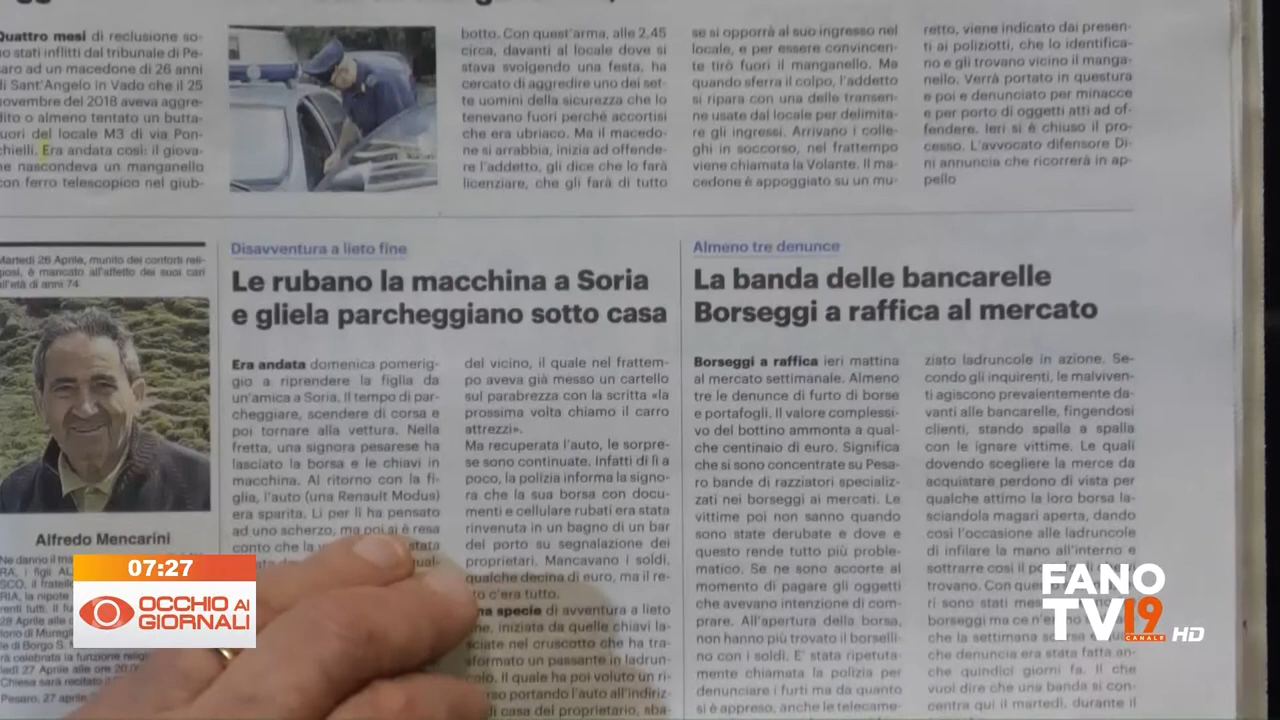 Quattro mesi di reclusione so-
no stati inflitti dal tribunale di Pe-
saro ad un macedone di 26 anni
di Sant'Angelo in Vado che il 25
novembre del 2018 aveva aggre-
dito o almeno tentato un butta-
fuori del locale M3 di via Pon-
chielli. Era andata così: il giova-
ne nascondeva un manganello
con ferro telescopico nel giub-
botto. Con quest'arma, alle 2,45
circa, davanti al locale dove si
stava svolgendo una festa, ha
cercato di aggredire uno dei set-
te uomini della sicurezza che lo
tenevano fuori perché accortisi
che era ubriaco. Ma il macedo-
ne si arrabbia, inizia ad offende-
re l'addetto, gli dice che lo farà
licenziare, che gli farà di tutto
se si opporrà al suo ingresso nel
locale, e per essere convincen-
te tirò fuori il manganello. Ma
quando sferra il colpo, l'addetto
si ripara con una delle transen-
ne usate dal locale per delimita-
re gli ingressi. Arrivano i colle-
ghi in soccorso, nel frattempo
viene chiamata la Volante. Il ma-
cedone è appoggiato su un mu-
retto, viene indicato dai presen-
ti ai poliziotti, che lo identifica-
no e gli trovano vicino il manga-
nello. Verrà portato in questura
e poi e denunciato per minacce
e per porto di oggetti atti ad of-
fendere. Ieri si è chiuso il pro-
cesso. L'avvocato difensore Di-
ni annuncia che ricorrerà in ap-
pello
Martedì 26 Aprile, munito dei conforti reli-
giosi, è mancato all'affetto dei suoi cari
all'età di anni 74
Alfredo Mencarini
Ne danno il
RA, i figli
SCO, il fratello
RA, la nipote
Pesaro, 27 aprile
Disavventura a lieto fine
Le rubano la macchina a Soria
e gliela parcheggiano sotto casa
Era andata domenica pomerig-
gio a riprendere la figlia da
un'amica a Soria. Il tempo di par-
cheggiare, scendere di corsa e
poi tornare alla vettura. Nella
fretta, una signora pesarese ha
lasciato la borsa e le chiavi in
macchina. Al ritorno con la fi-
glia, l'auto (una Renault Modus)
era sparita. Lì per lì ha pensato
ad uno scherzo, ma poi si è resa
conto che la
del vicino, il quale nel frattem-
po aveva già messo un cartello
sul parabrezza con la scritta «la
prossima volta chiamo il carro
attrezzi».
Ma recuperata l'auto, le sorpre-
se sono continuate. Infatti di lì a
poco, la polizia informa la signo-
ra che la sua borsa con docu-
menti e cellulare rubati era stata
rinvenuta in un bagno di un bar
del porto su segnalazione dei
proprietari. Mancavano i soldi,
qualche decina di euro, ma il re-
c'era tutto.
specie di avventura a lieto
iniziata da quelle chiavi la-
sciate nel cruscotto che ha tra-
sformato un passante in ladrun-
colo. Il quale ha poi voluto un ri-
portando l'auto all'indiriz-
di casa del proprietario, sba-
Almeno tre denunce
La banda delle bancarelle
Borseggi a raffica al mercato
Borseggi a raffica ieri mattina
al mercato settimanale. Almeno
tre le denunce di furto di borse
e portafogli. Il valore complessi-
vo del bottino ammonta a qual-
che centinaio di euro. Significa
che si sono concentrate su Pesa-
ro bande di razziatori specializ-
zati nei borseggi ai mercati. Le
vittime poi non sanno quando
sono state derubate e dove e
questo rende tutto più proble-
matico. Se ne sono accorte al
momento di pagare gli oggetti
che avevano intenzione di com-
prare. All'apertura della borsa,
non hanno più trovato il borselli-
no con i soldi. E' stata ripetuta-
mente chiamata la polizia per
denunciare i furti ma da quanto
si è appreso, anche le telecame-
ziato ladruncole in azione. Se-
condo gli inquirenti, le malviven-
ti agiscono prevalentemente da-
vanti alle bancarelle, fingendosi
clienti, stando spalla a spalla
con le ignare vittime. Le quali
dovendo scegliere la merce da
acquistare perdono di vista per
qualche attimo la loro borsa la-
sciandola magari aperta, dando
così l'occasione alle ladruncole
di infilare la mano all'interno e
sottrarre così il
trovano. Con
ri sono stati
borseggi ma ce
che la settimana
che denuncia era stata fatta an-
che quindici giorni fa. Il che
vuol dire che una banda si con-
centra qui il martedì, durante il
07:27
OCCHIO AI
GIORNALI
FANO
TV19
CANALE
HD